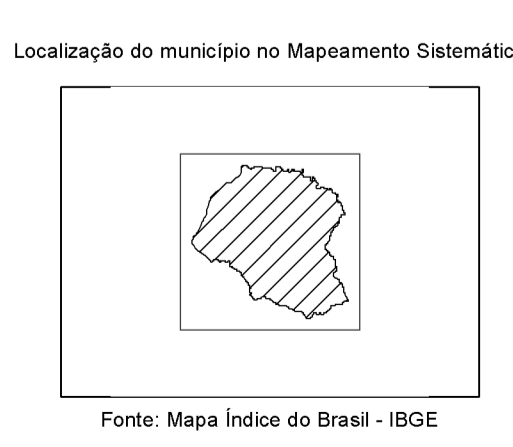 Localização do município no Mapeamento Sistemátic
Fonte: Mapa Índice do Brasil - IBGE